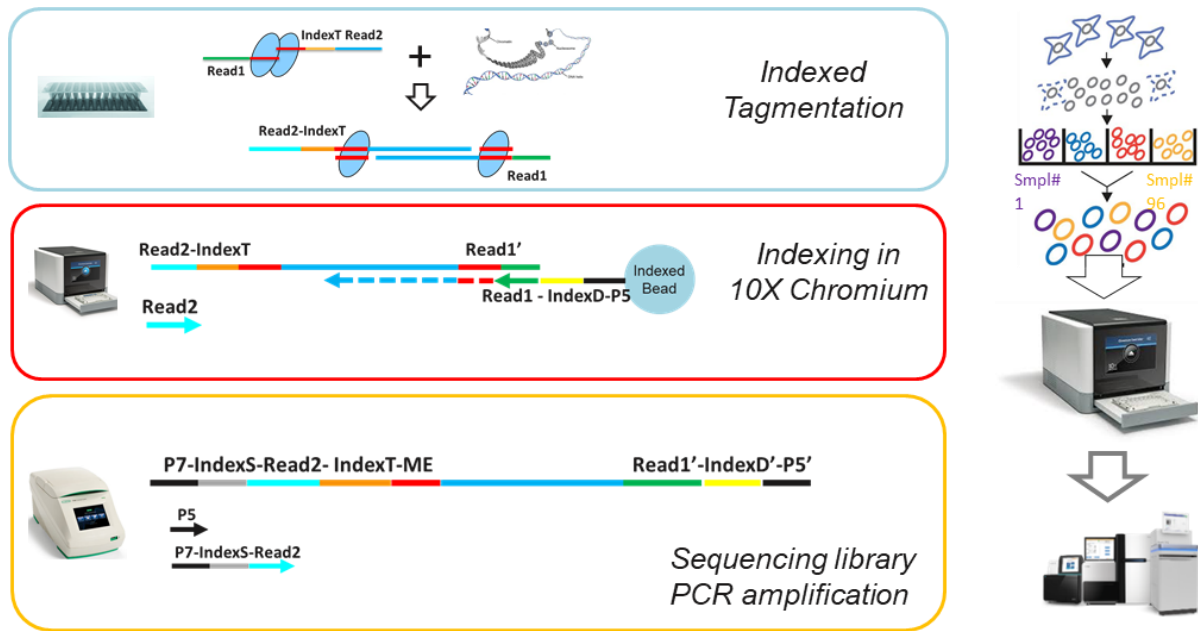 IndexT Read2
Read1
Indexed
Tagmentation
Read2-IndexT
Read1
Read2-IndexT
Read1’
Indexed
Bead
Read1 - IndexD-P5
Read2
Indexing in
10X Chromium
P7-IndexS-Read2- IndexT-ME
Read1’-IndexD’-P5’
P5
P7-IndexS-Read2
Sequencing library
PCR amplification
Smpl#
1
Smpl#
96